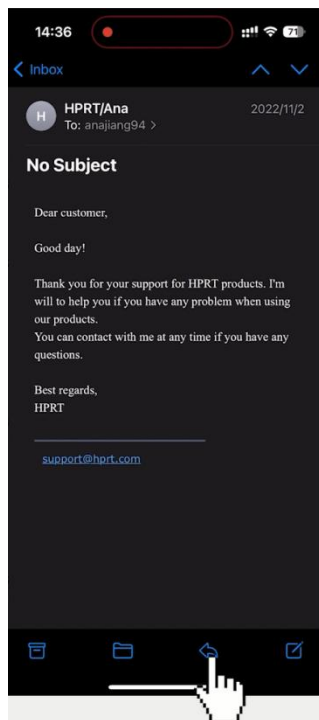 14:36
71
Inbox
H
HPRT/Ana
2022/11/2
To: anajiang94
No Subject
Dear customer,
Good day!
Thank you for your support for HPRT products. I'm
will to help you if you have any problem when using
our products.
You can contact with me at any time if you have any
questions.
Best regards,
HPRT
support@hprt.com